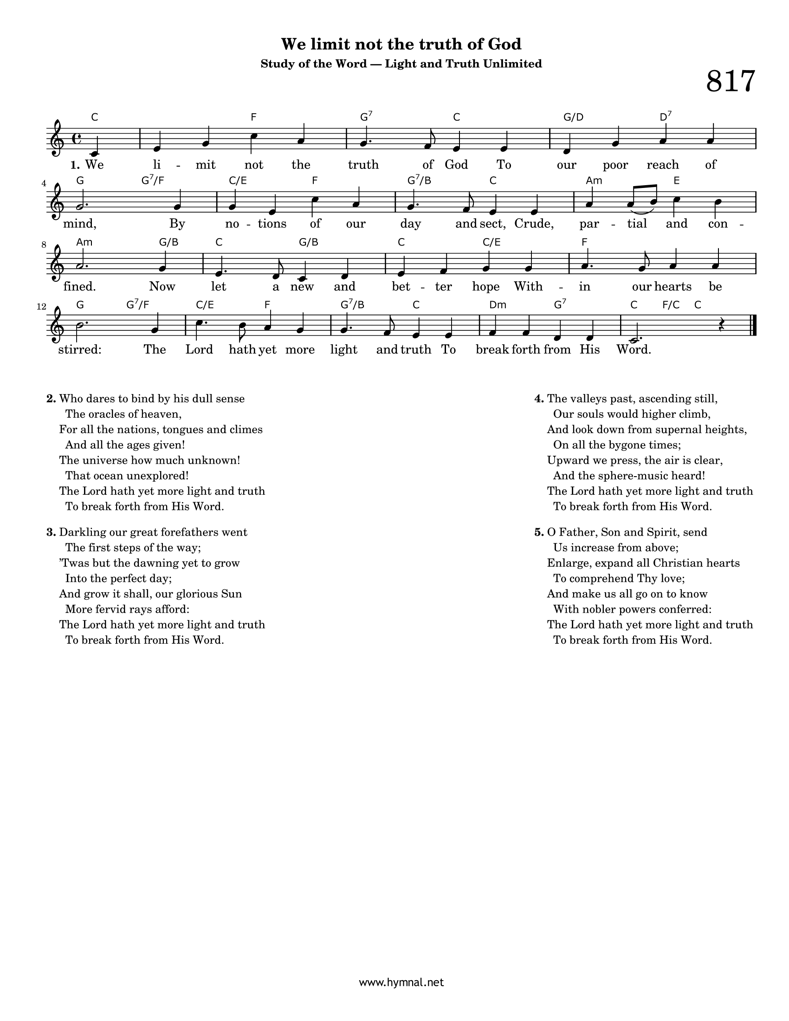 We limit not the truth of God
Study of the Word — Light and Truth Unlimited
817
C F G7 C G/D D7
1. We li - mit not the truth of God To our poor reach of
4
G G7/F C/E F G7/B C Am E
mind, By no - tions of our day and sect, Crude, par - tial and con -
8
Am G/B C G/B C C/E F
fined. Now let a new and bet - ter hope With - in our hearts be
12
G G7/F C/E F G7/B C Dm G7 C F/C C
stirred: The Lord hath yet more light and truth To break forth from His Word.
2. Who dares to bind by his dull sense
The oracles of heaven,
For all the nations, tongues and climes
And all the ages given!
The universe how much unknown!
That ocean unexplored!
The Lord hath yet more light and truth
To break forth from His Word.
3. Darkling our great forefathers went
The first steps of the way;
’Twas but the dawning yet to grow
Into the perfect day;
And grow it shall, our glorious Sun
More fervid rays afford:
The Lord hath yet more light and truth
To break forth from His Word.
4. The valleys past, ascending still,
Our souls would higher climb,
And look down from supernal heights,
On all the bygone times;
Upward we press, the air is clear,
And the sphere-music heard!
The Lord hath yet more light and truth
To break forth from His Word.
5. O Father, Son and Spirit, send
Us increase from above;
Enlarge, expand all Christian hearts
To comprehend Thy love;
And make us all go on to know
With nobler powers conferred:
The Lord hath yet more light and truth
To break forth from His Word.
www.hymnal.net